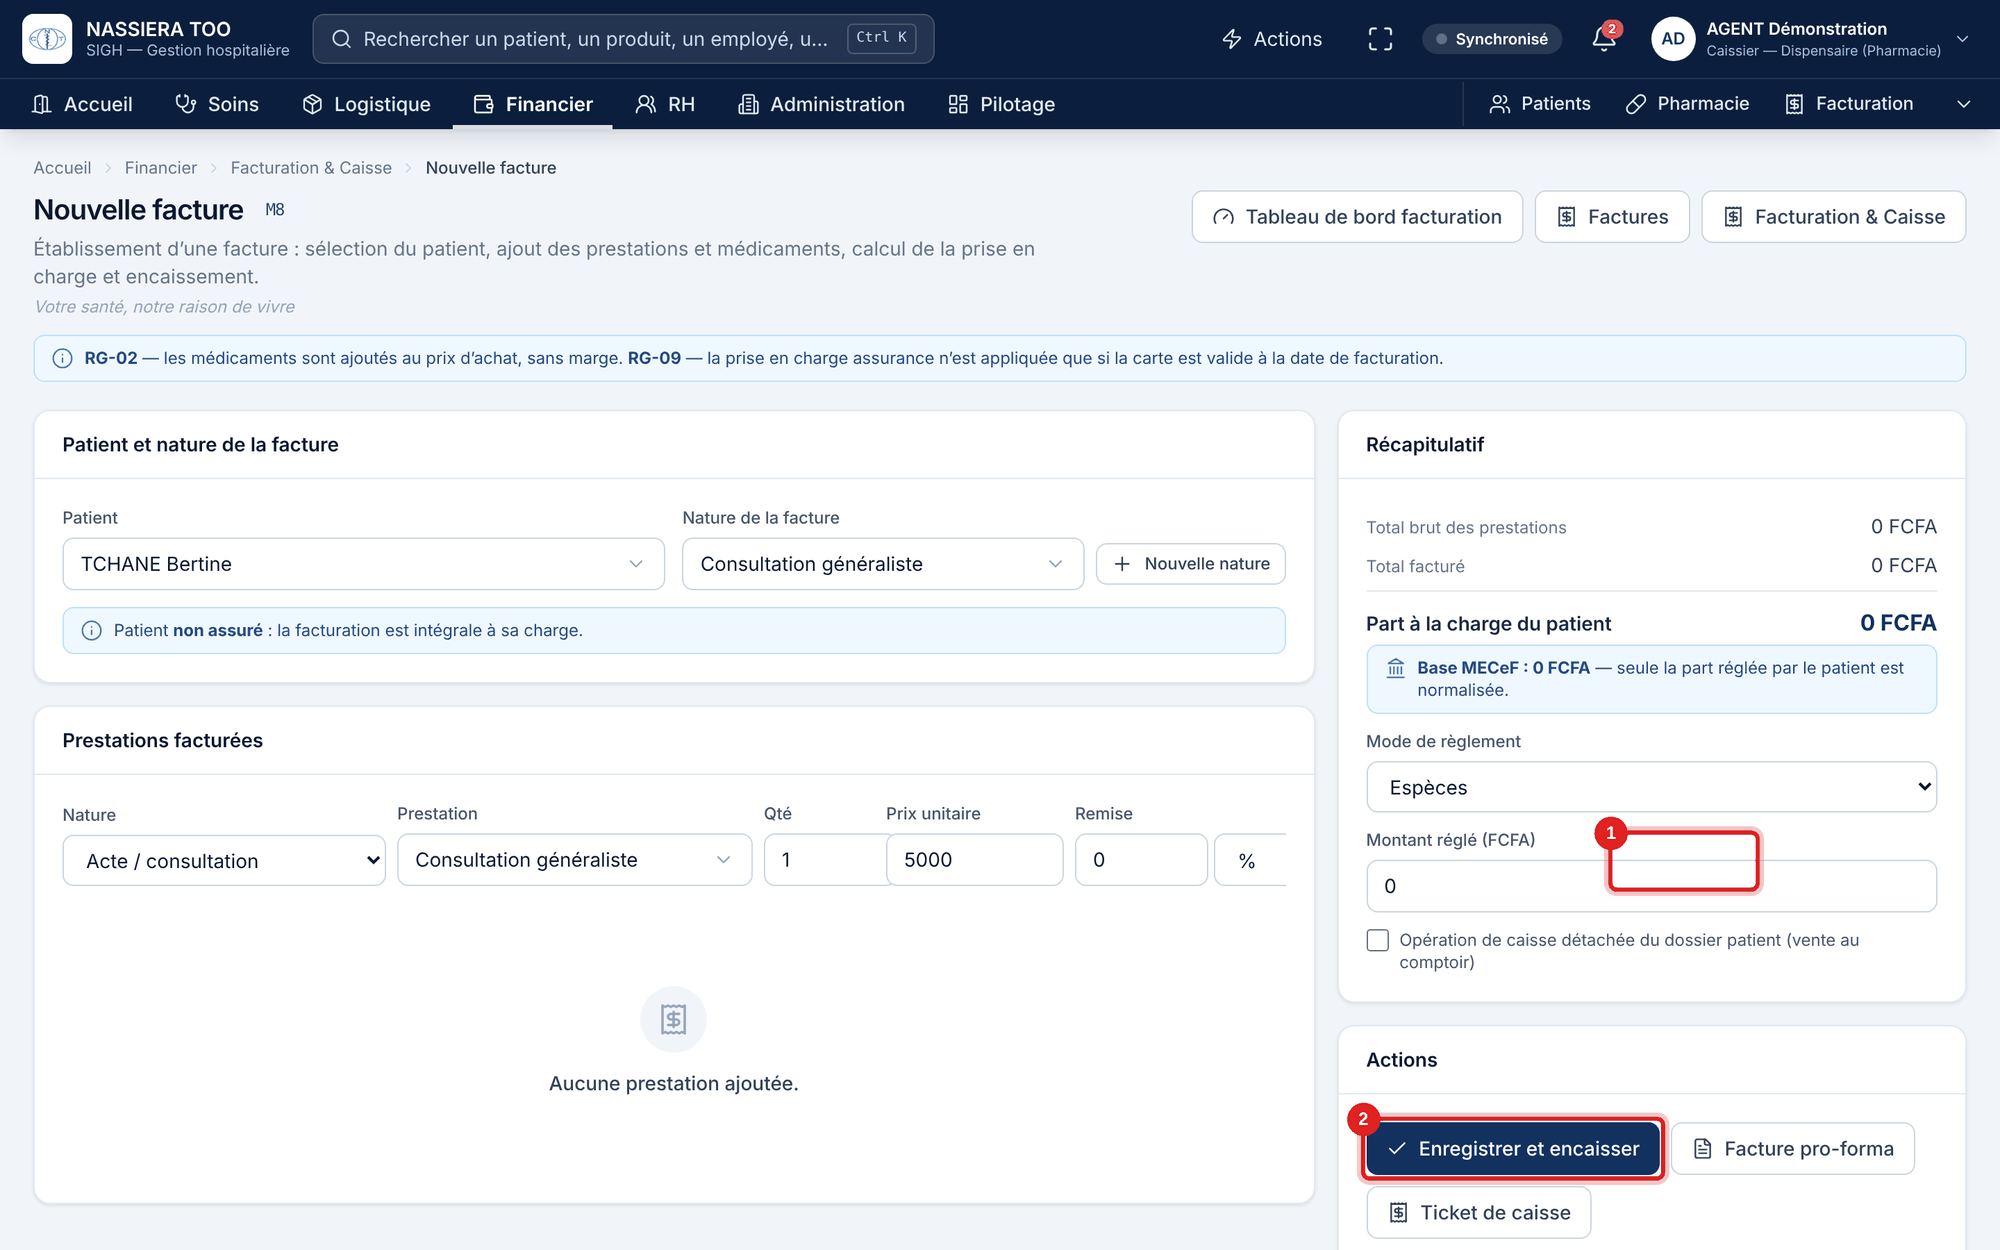 NASSIERA TOO
SIGH — Gestion hospitalière
Rechercher un patient, un produit, un employé, u...
Ctrl K
Actions
Synchronisé
2
AD
AGENT Démonstration
Caissier — Dispensaire (Pharmacie)
Accueil
Soins
Logistique
Financier
RH
Administration
Pilotage
Patients
Pharmacie
Facturation
Accueil > Financier > Facturation & Caisse > Nouvelle facture
Nouvelle facture M8
Établissement d’une facture : sélection du patient, ajout des prestations et médicaments, calcul de la prise en
charge et encaissement.
Votre santé, notre raison de vivre
Tableau de bord facturation
Factures
Facturation & Caisse
RG-02 — les médicaments sont ajoutés au prix d’achat, sans marge. RG-09 — la prise en charge assurance n’est appliquée que si la carte est valide à la date de facturation.
Patient et nature de la facture
Patient
TCHANE Bertine
Nature de la facture
Consultation généraliste
+ Nouvelle nature
Patient non assuré : la facturation est intégrale à sa charge.
Prestations facturées
Nature
Acte / consultation
Prestation
Consultation généraliste
Qté
1
Prix unitaire
5000
Remise
0
%
Aucune prestation ajoutée.
Récapitulatif
Total brut des prestations 0 FCFA
Total facturé 0 FCFA
Part à la charge du patient 0 FCFA
Base MECeF : 0 FCFA — seule la part réglée par le patient est
normalisée.
Mode de règlement
Espèces
Montant réglé (FCFA)
1
0
Opération de caisse détachée du dossier patient (vente au
comptoir)
Actions
2
Enregistrer et encaisser
Facture pro-forma
Ticket de caisse